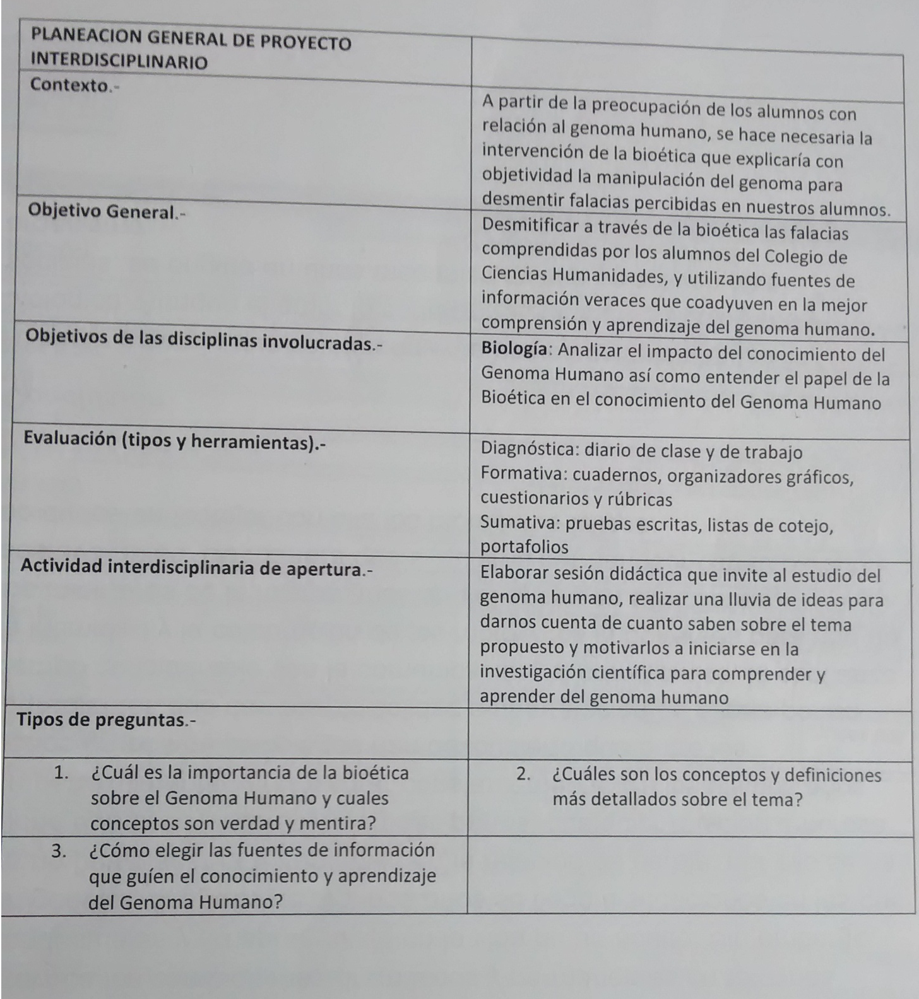 PLANEACION GENERAL DE PROYECTO
INTERDISCIPLINARIO
Contexto.-
A partir de la preocupación de los alumnos con
relación al genoma humano, se hace necesaria la
intervención de la bioética que explicaría con
objetividad la manipulación del genoma para
desmentir falacias percibidas en nuestros alumnos.
Objetivo General.-
Desmitificar a través de la bioética las falacias
comprendidas por los alumnos del Colegio de
Ciencias Humanidades, y utilizando fuentes de
información veraces que coadyuven en la mejor
comprensión y aprendizaje del genoma humano.
Objetivos de las disciplinas involucradas.-
Biología: Analizar el impacto del conocimiento del
Genoma Humano así como entender el papel de la
Bioética en el conocimiento del Genoma Humano
Evaluación (tipos y herramientas).-
Diagnóstica: diario de clase y de trabajo
Formativa: cuadernos, organizadores gráficos,
cuestionarios y rúbricas
Sumativa: pruebas escritas, listas de cotejo,
portafolios
Actividad interdisciplinaria de apertura.-
Elaborar sesión didáctica que invite al estudio del
genoma humano, realizar una lluvia de ideas para
darnos cuenta de cuanto saben sobre el tema
propuesto y motivarlos a iniciarse en la
investigación científica para comprender y
aprender del genoma humano
Tipos de preguntas.-
1. ¿Cuál es la importancia de la bioética
sobre el Genoma Humano y cuales
conceptos son verdad y mentira?
2. ¿Cuáles son los conceptos y definiciones
más detallados sobre el tema?
3. ¿Cómo elegir las fuentes de información
que guíen el conocimiento y aprendizaje
del Genoma Humano?